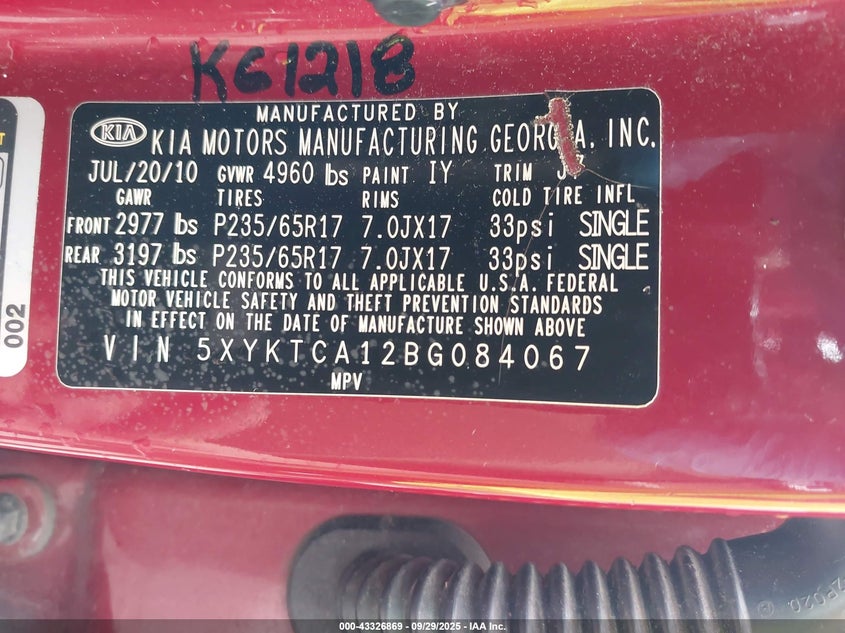 K61218
MANUFACTURED BY
KIA KIA MOTORS MANUFACTURING GEORGIA, INC.
JUL/20/10 GVWR 4960 lbs PAINT IY TRIM
GAWR TIRES RIMS COLD TIRE INFL
FRONT 2977 lbs P235/65R17 7.0JX17 33psi SINGLE
REAR 3197 lbs P235/65R17 7.0JX17 33psi SINGLE
THIS VEHICLE CONFORMS TO ALL APPLICABLE U.S.A. FEDERAL
MOTOR VEHICLE SAFETY AND THEFT PREVENTION STANDARDS
IN EFFECT ON THE DATE OF MANUFACTURE SHOWN ABOVE
VIN 5XYKTCA12BG084067
MPV
002
000-43326869 - 09/29/2025 - IAA Inc.